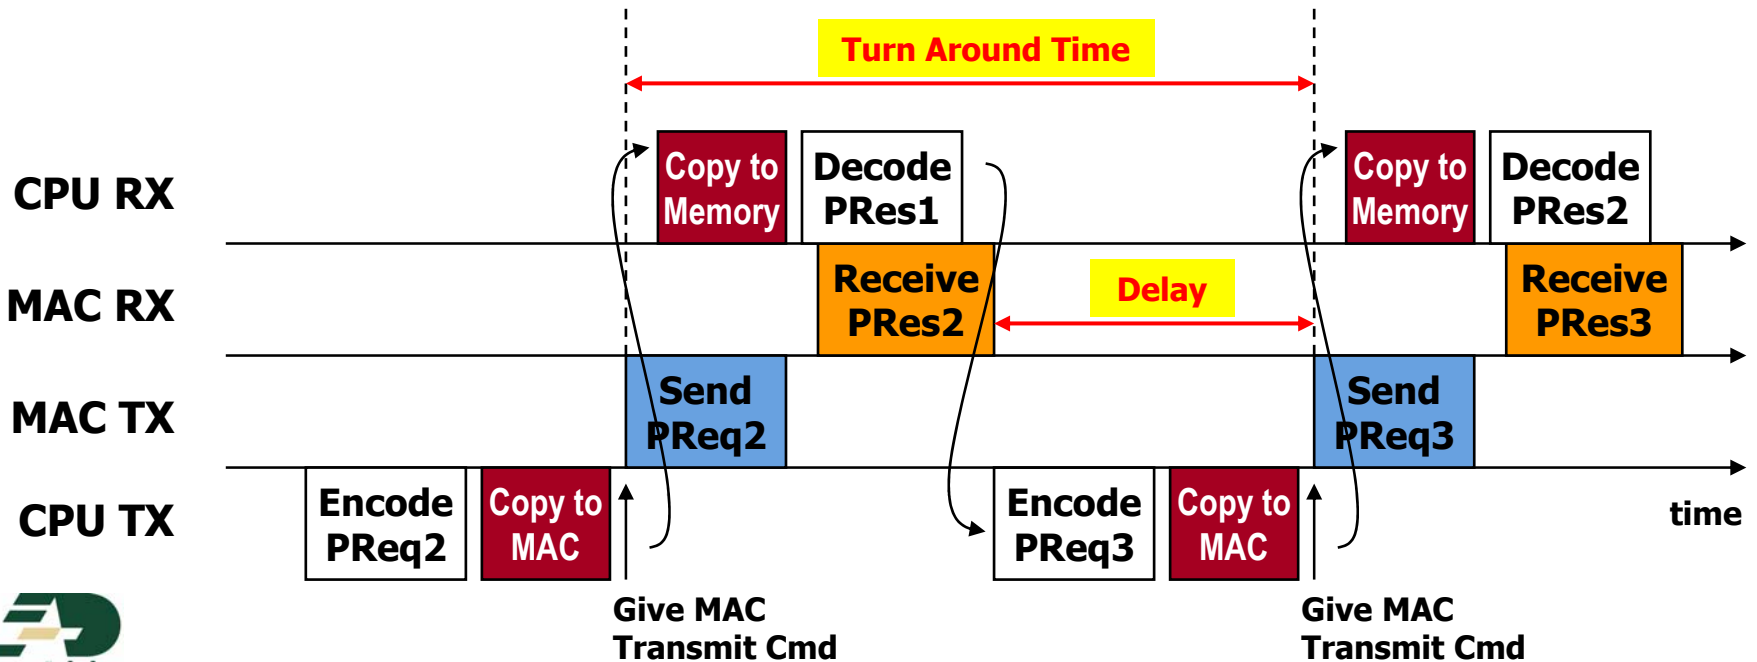 Turn Around Time
CPU RX
Copy to
Memory
Decode
PRes1
Copy to
Memory
Decode
PRes2
MAC RX
Receive
PRes2
Delay
Receive
PRes3
MAC TX
Send
PReq2
Send
PReq3
CPU TX
Encode
PReq2
Copy to
MAC
Encode
PReq3
Copy to
MAC
time
Give MAC
Transmit Cmd
Give MAC
Transmit Cmd